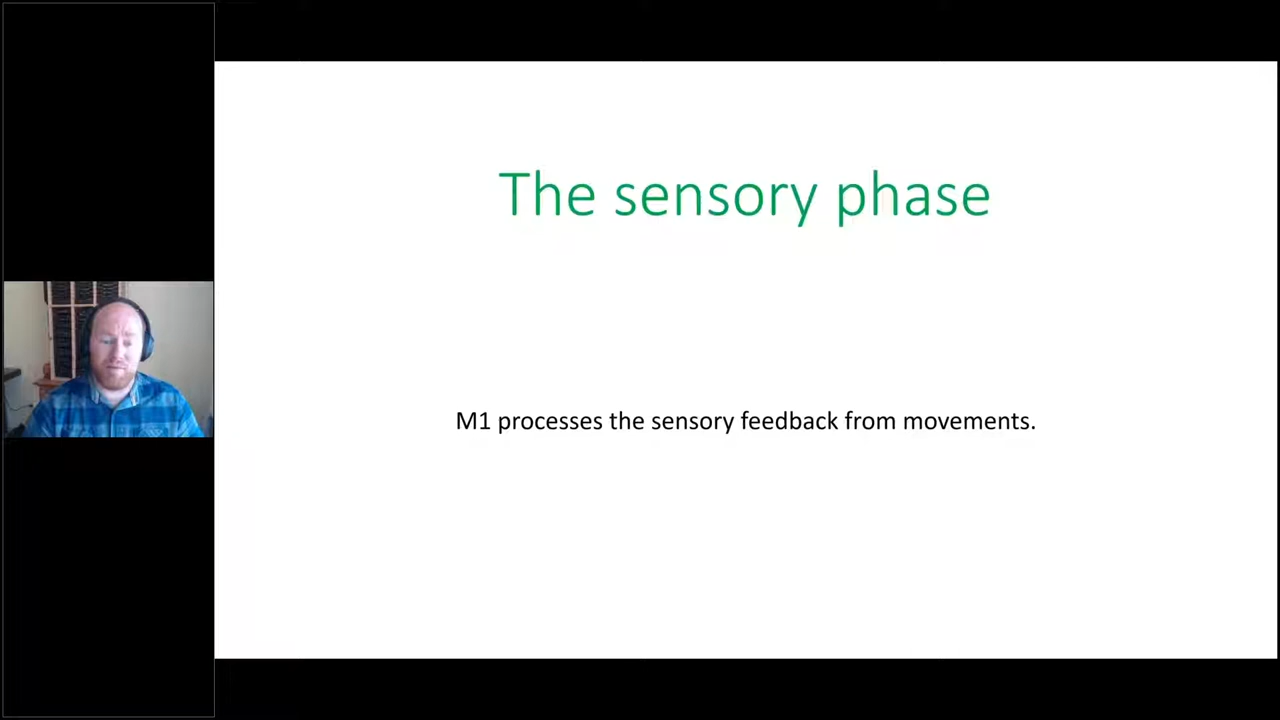 The sensory phase
M1 processes the sensory feedback from movements.